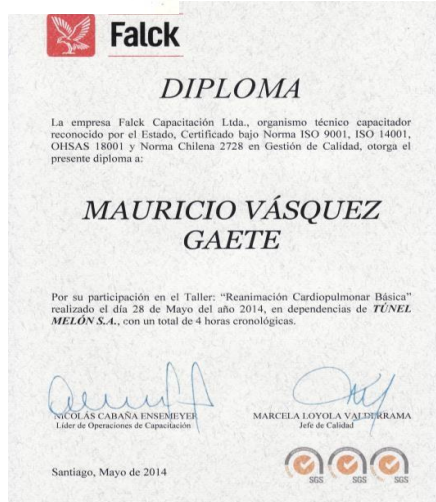 Falck
DIPLOMA
La empresa Falck Capacitación Ltda., organismo técnico capacitador
reconocido por el Estado, Certificado bajo Norma ISO 9001, ISO 14001,
OHSAS 18001 y Norma Chilena 2728 en Gestión de Calidad, otorga el
presente diploma a:
MAURICIO VÁSQUEZ
GAETE
Por su participación en el Taller: “Reanimación Cardiopulmonar Básica”
realizado el día 28 de Mayo del año 2014, en dependencias de TÚNEL
MELÓN S.A., con un total de 4 horas cronológicas.
NICOLÁS CABAÑA ENSEMEYER
Líder de Operaciones de Capacitación
MARCELA LOYOLA VALDERRAMA
Jefe de Calidad
Santiago, Mayo de 2014
SGS SGS SGS